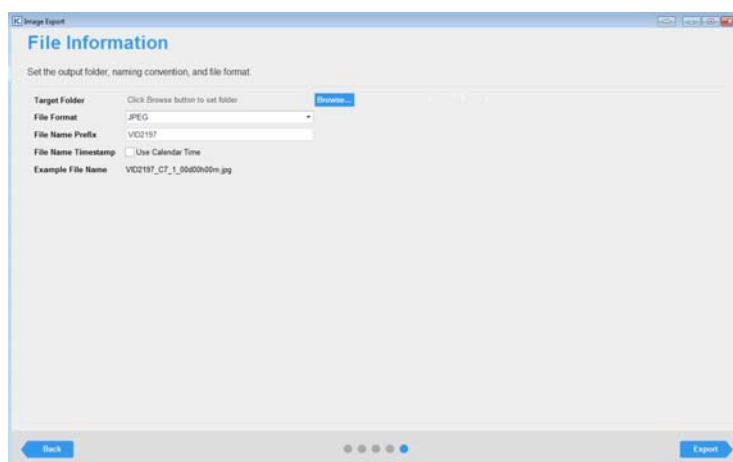 Image Export
File Information
Set the output folder, naming convention, and file format.
Target Folder Click Browse button to set folder Browse...
File Format JPEG
File Name Prefix VID2197
File Name Timestamp Use Calendar Time
Example File Name VID2197_C7_1_00d00h00m.jpg
Back Export